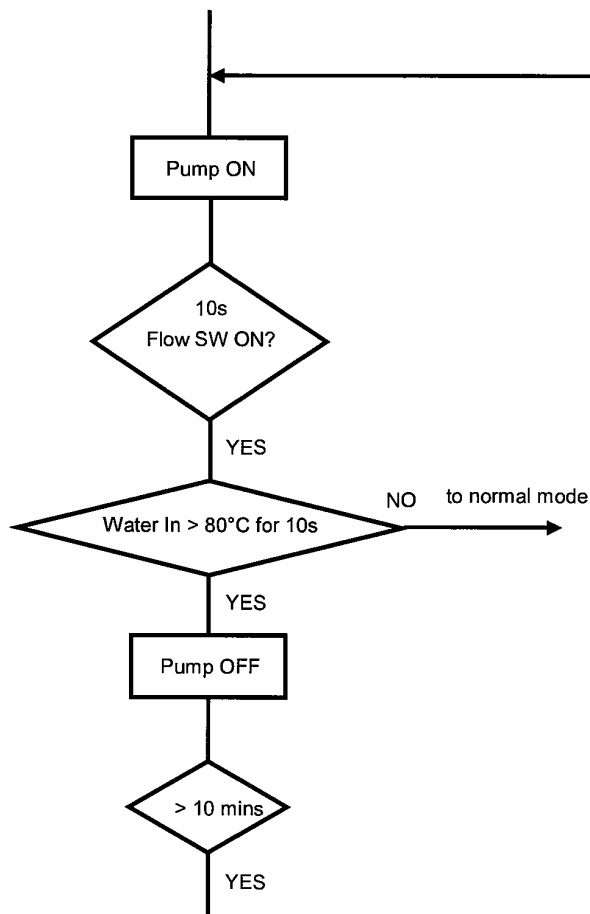 Pump ON
10s
Flow SW ON?
YES
NO
to normal mode
Water In > 80°C for 10s
YES
Pump OFF
> 10 mins
YES